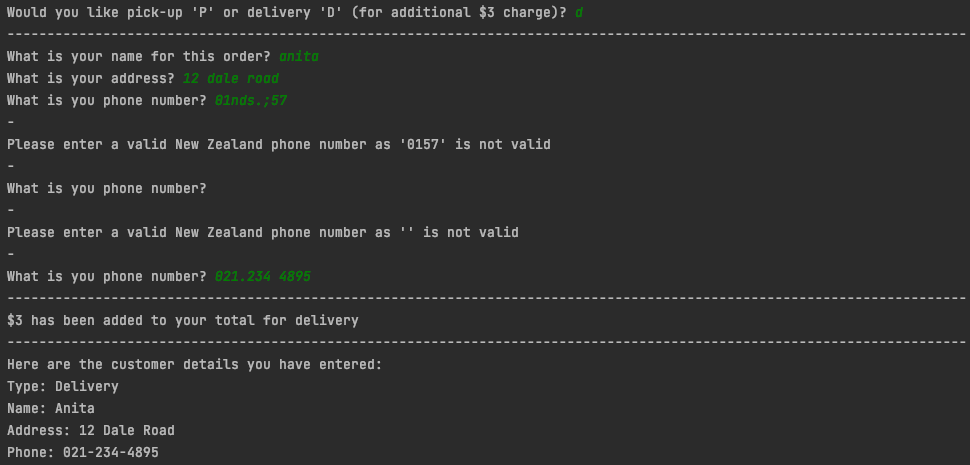 Would you like pick-up 'P' or delivery 'D' (for additional $3 charge)? d
------------------------------------------------------------------------------------------------------------------------
What is your name for this order? anita
What is your address? 12 dale road
What is you phone number? 01nds.;57
-
Please enter a valid New Zealand phone number as '0157' is not valid
-
What is you phone number?
-
Please enter a valid New Zealand phone number as '' is not valid
-
What is you phone number? 021.234 4895
------------------------------------------------------------------------------------------------------------------------
$3 has been added to your total for delivery
------------------------------------------------------------------------------------------------------------------------
Here are the customer details you have entered:
Type: Delivery
Name: Anita
Address: 12 Dale Road
Phone: 021-234-4895